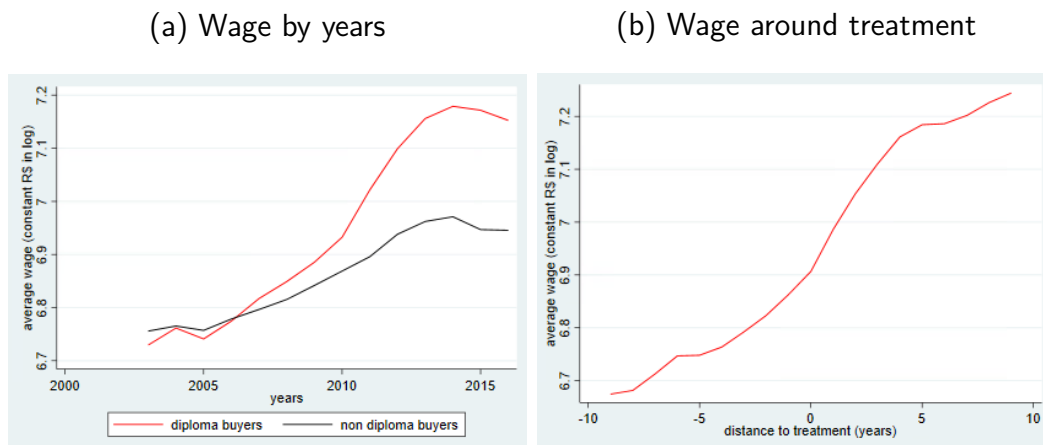 (a) Wage by years
average wage (constant R$ in log)
7.2
7.1
7
6.9
6.8
6.7
2000
2005
2010
2015
years
diploma buyers
non diploma buyers
(b) Wage around treatment
average wage (constant R$ in log)
7.2
7.1
7
6.9
6.8
6.7
-10
-5
0
5
10
distance to treatment (years)